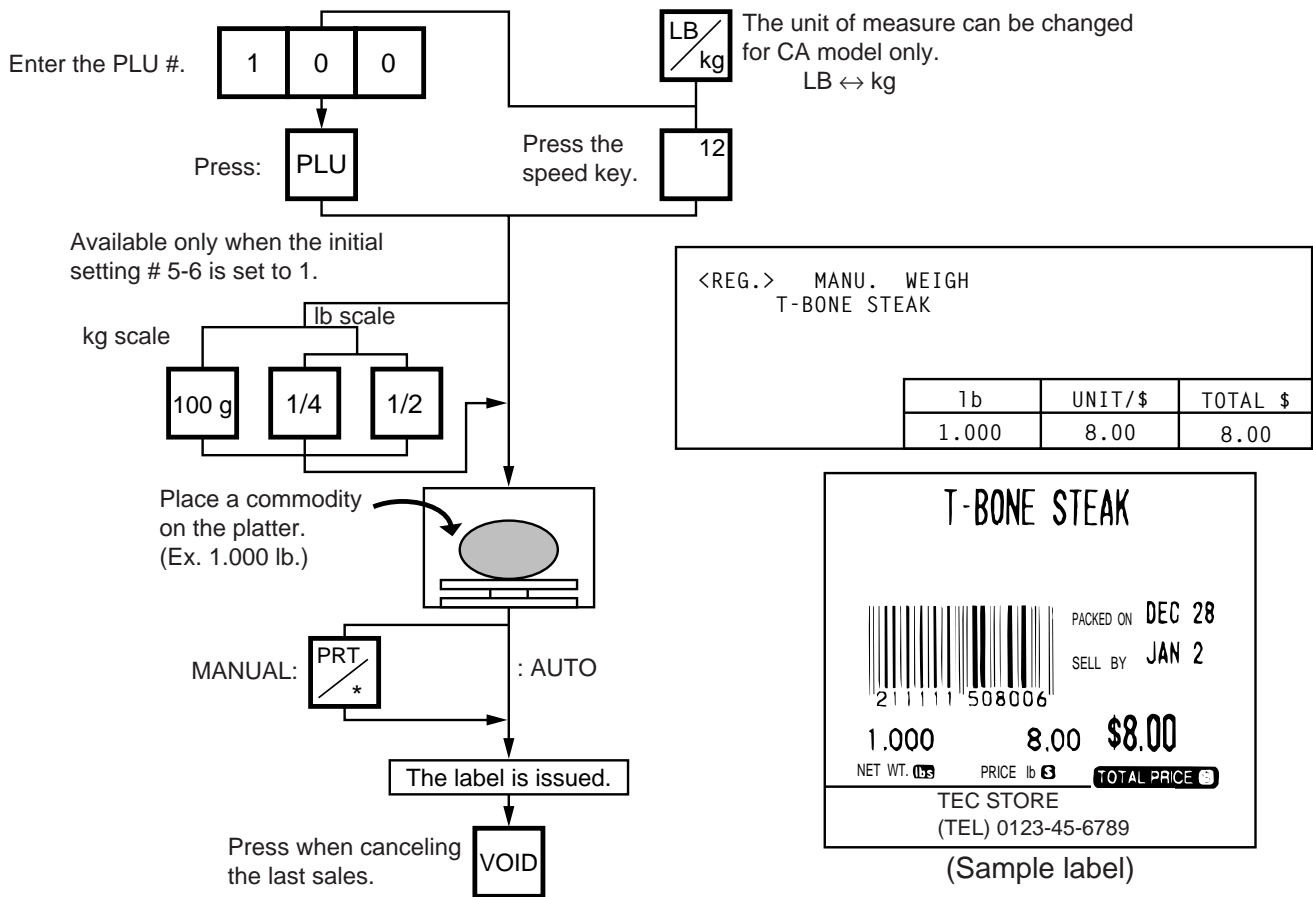 Enter the PLU #.
1 0 0
LB/kg
The unit of measure can be changed
for CA model only.
LB ↔ kg
Press:
PLU
Press the
speed key.
12
Available only when the initial
setting # 5-6 is set to 1.
lb scale
kg scale
100 g
1/4
1/2
<REG.> MANU. WEIGH
T-BONE STEAK
lb UNIT/$ TOTAL $
1.000 8.00 8.00
Place a commodity
on the platter.
(Ex. 1.000 lb.)
MANUAL:
PRT/*
: AUTO
The label is issued.
Press when canceling
the last sales.
VOID
T-BONE STEAK
PACKED ON DEC 28
SELL BY JAN 2
211111 508006
1.000 8.00 $8.00
NET WT. lbs PRICE lb $ TOTAL PRICE $
TEC STORE
(TEL) 0123-45-6789
(Sample label)